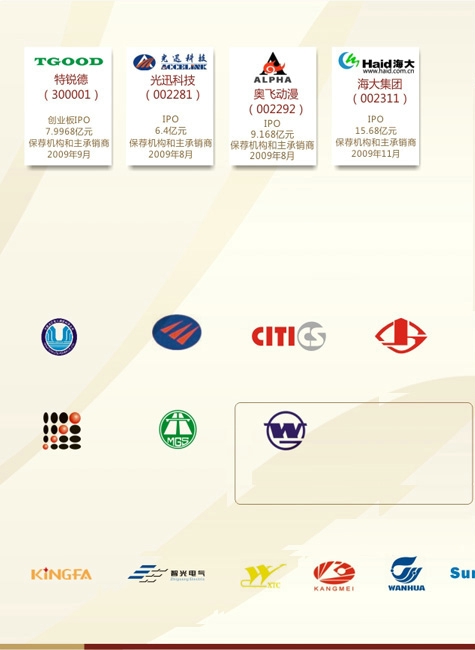 TGOOD
特锐德
（300001）
创业板IPO
7.9968亿元
保荐机构和主承销商
2009年9月
光迅科技
ACCELINK
光迅科技
（002281）
IPO
6.4亿元
保荐机构和主承销商
2009年8月
ALPHA
奥飞动漫
（002292）
IPO
9.168亿元
保荐机构和主承销商
2009年8月
Haid海大
www.haid.com.cn
海大集团
（002311）
IPO
15.68亿元
保荐机构和主承销商
2009年11月
CITICS
MGS
KINGFA
智光电气
XTC
KANGMEI
WANHUA
Sun